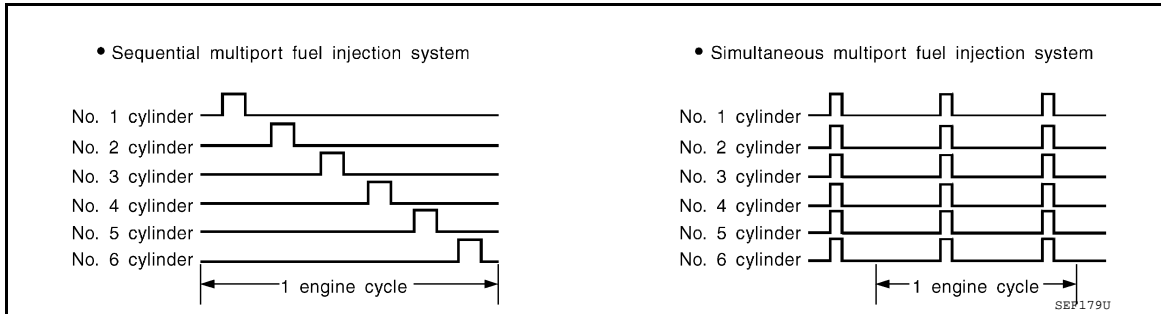 • Sequential multiport fuel injection system
No. 1 cylinder
No. 2 cylinder
No. 3 cylinder
No. 4 cylinder
No. 5 cylinder
No. 6 cylinder
1 engine cycle
• Simultaneous multiport fuel injection system
No. 1 cylinder
No. 2 cylinder
No. 3 cylinder
No. 4 cylinder
No. 5 cylinder
No. 6 cylinder
1 engine cycle
SEF179U